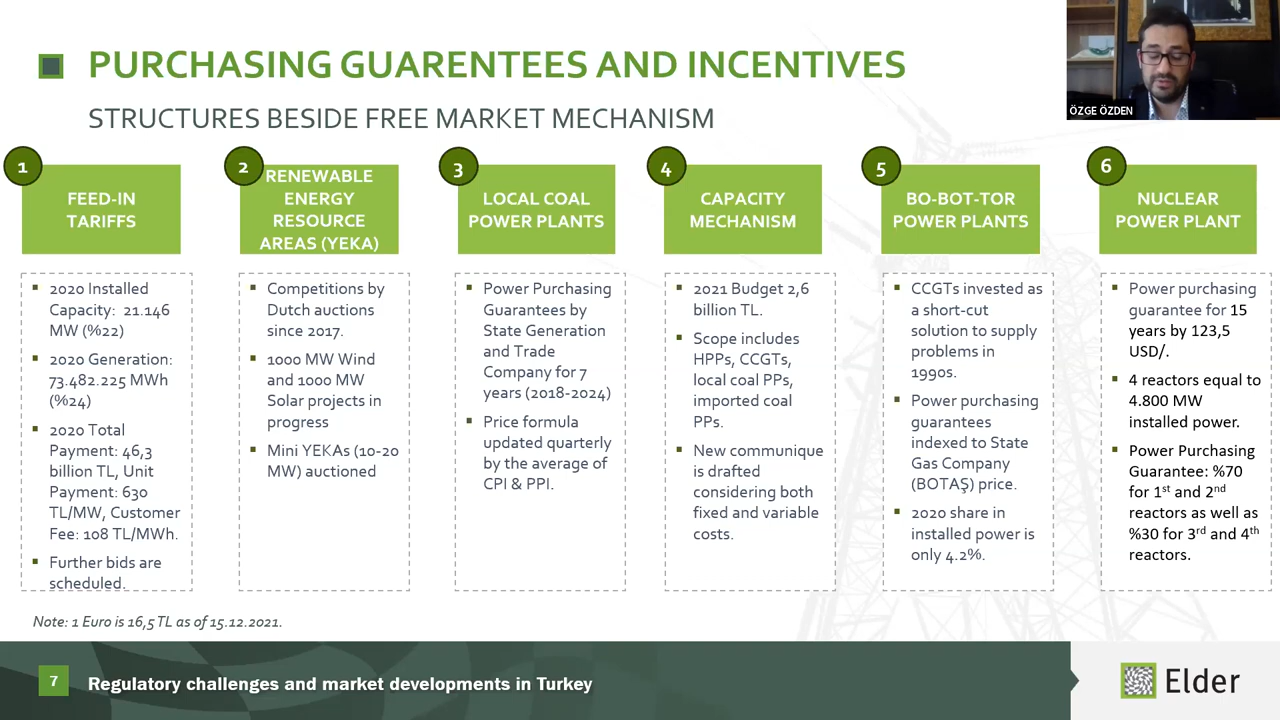 PURCHASING GUARENTEES AND INCENTIVES
STRUCTURES BESIDE FREE MARKET MECHANISM
ÖZGE ÖZDEN
1
FEED-IN
TARIFFS
2020 Installed
Capacity: 21.146
MW (%22)
2020 Generation:
73.482.225 MWh
(%24)
2020 Total
Payment: 46,3
billion TL, Unit
Payment: 630
TL/MW, Customer
Fee: 108 TL/MWh.
Further bids are
scheduled.
2
RENEWABLE
ENERGY
RESOURCE
AREAS (YEKA)
Competitions by
Dutch auctions
since 2017.
1000 MW Wind
and 1000 MW
Solar projects in
progress
Mini YEKAs (10-20
MW) auctioned
3
LOCAL COAL
POWER PLANTS
Power Purchasing
Guarantees by
State Generation
and Trade
Company for 7
years (2018-2024)
Price formula
updated quarterly
by the average of
CPI & PPI.
4
CAPACITY
MECHANISM
2021 Budget 2,6
billion TL.
Scope includes
HPPs, CCGTs,
local coal PPs,
imported coal
PPs.
New communique
is drafted
considering both
fixed and variable
costs.
5
BO-BOT-TOR
POWER PLANTS
CCGTs invested as
a short-cut
solution to supply
problems in
1990s.
Power purchasing
guarantees
indexed to State
Gas Company
(BOTAŞ) price.
2020 share in
installed power is
only 4.2%.
6
NUCLEAR
POWER PLANT
Power purchasing
guarantee for 15
years by 123,5
USD/.
4 reactors equal to
4.800 MW
installed power.
Power Purchasing
Guarantee: %70
for 1st and 2nd
reactors as well as
%30 for 3rd and 4th
reactors.
Note: 1 Euro is 16,5 TL as of 15.12.2021.
7
Regulatory challenges and market developments in Turkey
Elder